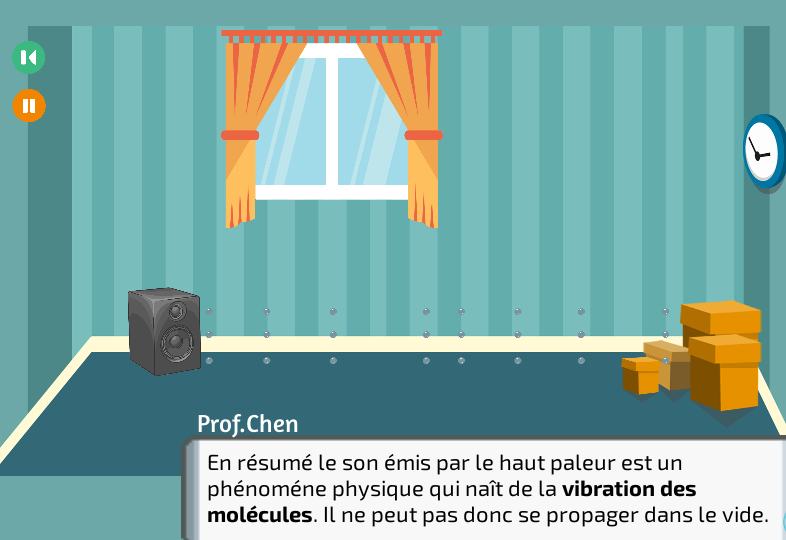 Prof.Chen
En résumé le son émis par le haut paleur est un
phénoméne physique qui naît de la vibration des
molécules. Il ne peut pas donc se propager dans le vide.